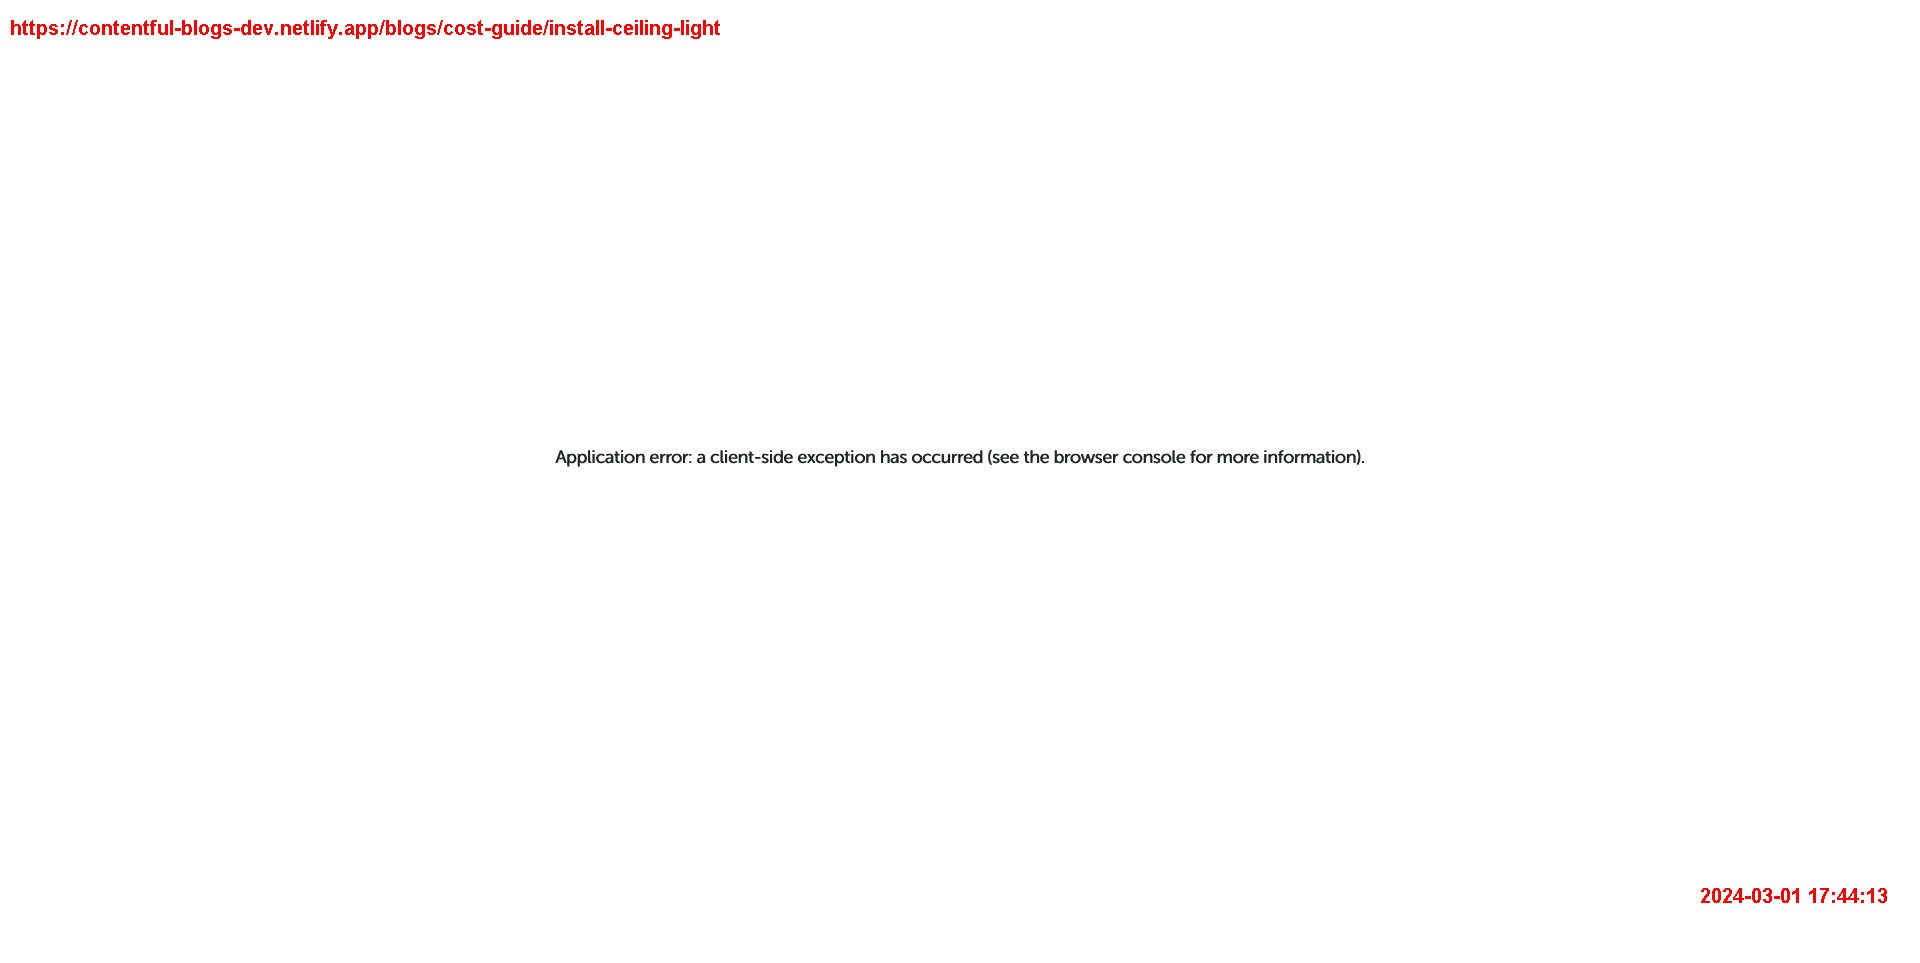 https://contentful-blogs-dev.netlify.app/blogs/cost-guide/install-ceiling-light
Application error: a client-side exception has occurred (see the browser console for more information).
2024-03-01 17:44:13